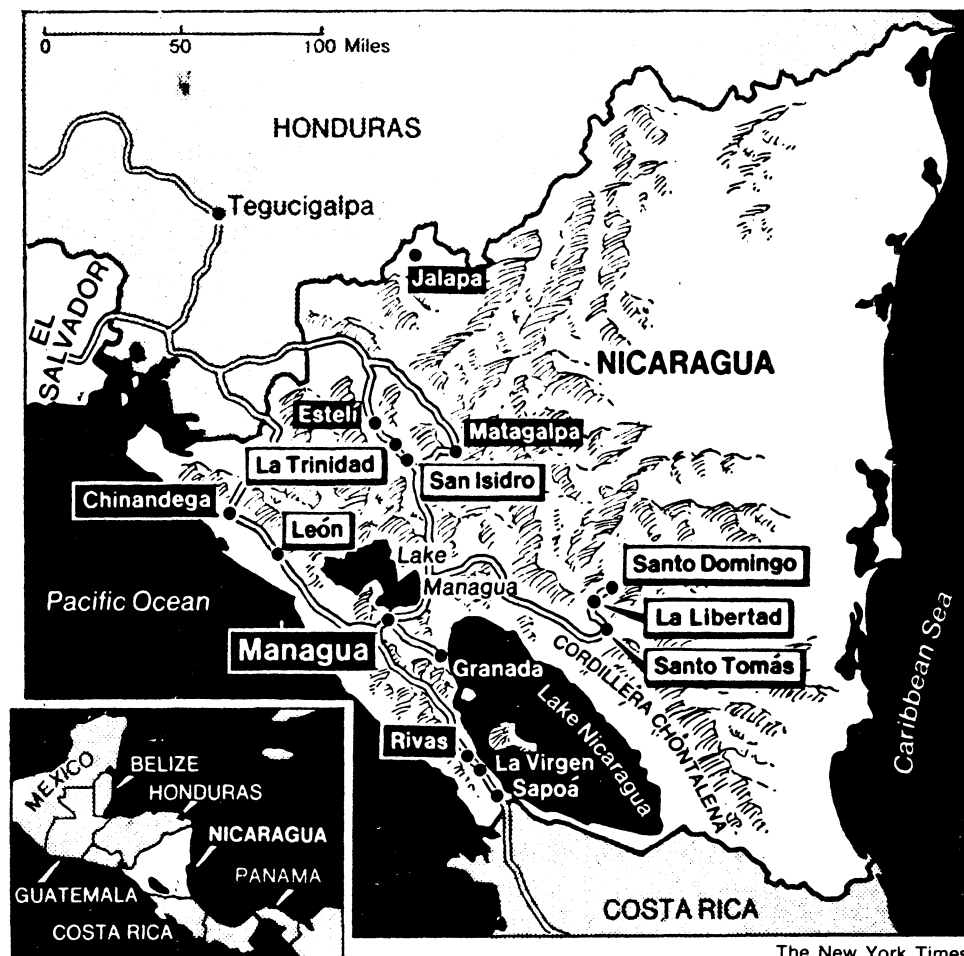 0 50 100 Miles
HONDURAS
Tegucigalpa
Jalapa
EL
SALVADOR
NICARAGUA
Estelí
Matagalpa
La Trinidad
San Isidro
Chinandega
León
Lake
Managua
Santo Domingo
Pacific Ocean
La Libertad
Managua
Santo Tomás
Granada
CORDILLERA CHONTALENA
Lake Nicaragua
Caribbean Sea
Rivas
La Virgen
Sapoá
MEXICO
BELIZE
HONDURAS
NICARAGUA
PANAMA
GUATEMALA
COSTA RICA
COSTA RICA
The New York Times